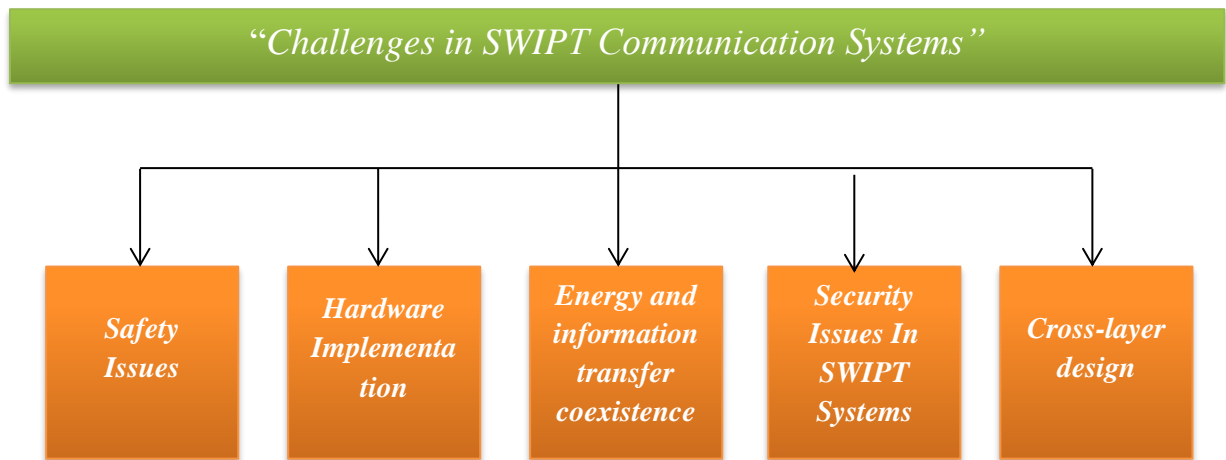 “Challenges in SWIPT Communication Systems”
Safety
Issues
Hardware
Implementa
tion
Energy and
information
transfer
coexistence
Security
Issues In
SWIPT
Systems
Cross-layer
design